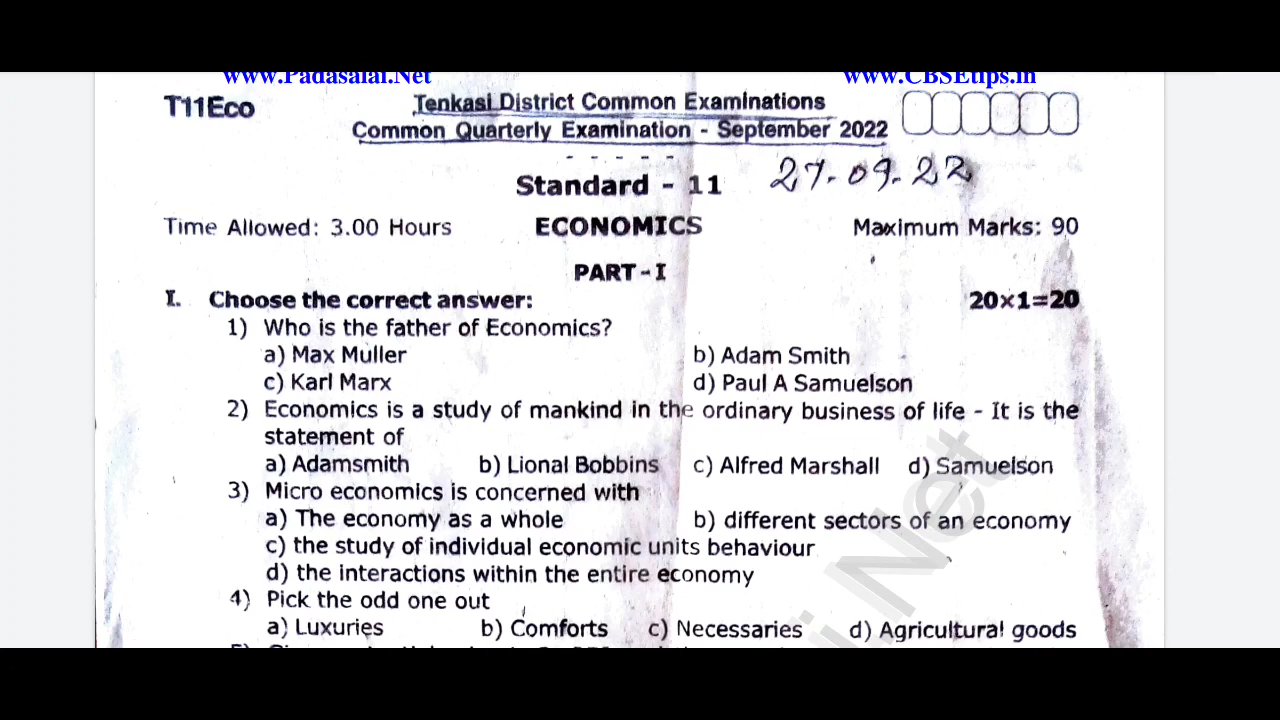 www.Padasalai.Net www.CBSEtips.in
T11Eco Tenkasi District Common Examinations
Common Quarterly Examination - September 2022
- - - - -
Standard - 11 27.09.22
Time Allowed: 3.00 Hours ECONOMICS Maximum Marks: 90
PART - I
I. Choose the correct answer: 20×1=20
1) Who is the father of Economics?
a) Max Muller b) Adam Smith
c) Karl Marx d) Paul A Samuelson
2) Economics is a study of mankind in the ordinary business of life - It is the
statement of
a) Adamsmith b) Lional Bobbins c) Alfred Marshall d) Samuelson
3) Micro economics is concerned with
a) The economy as a whole b) different sectors of an economy
c) the study of individual economic units behaviour
d) the interactions within the entire economy
4) Pick the odd one out
a) Luxuries b) Comforts c) Necessaries d) Agricultural goods
i.Net